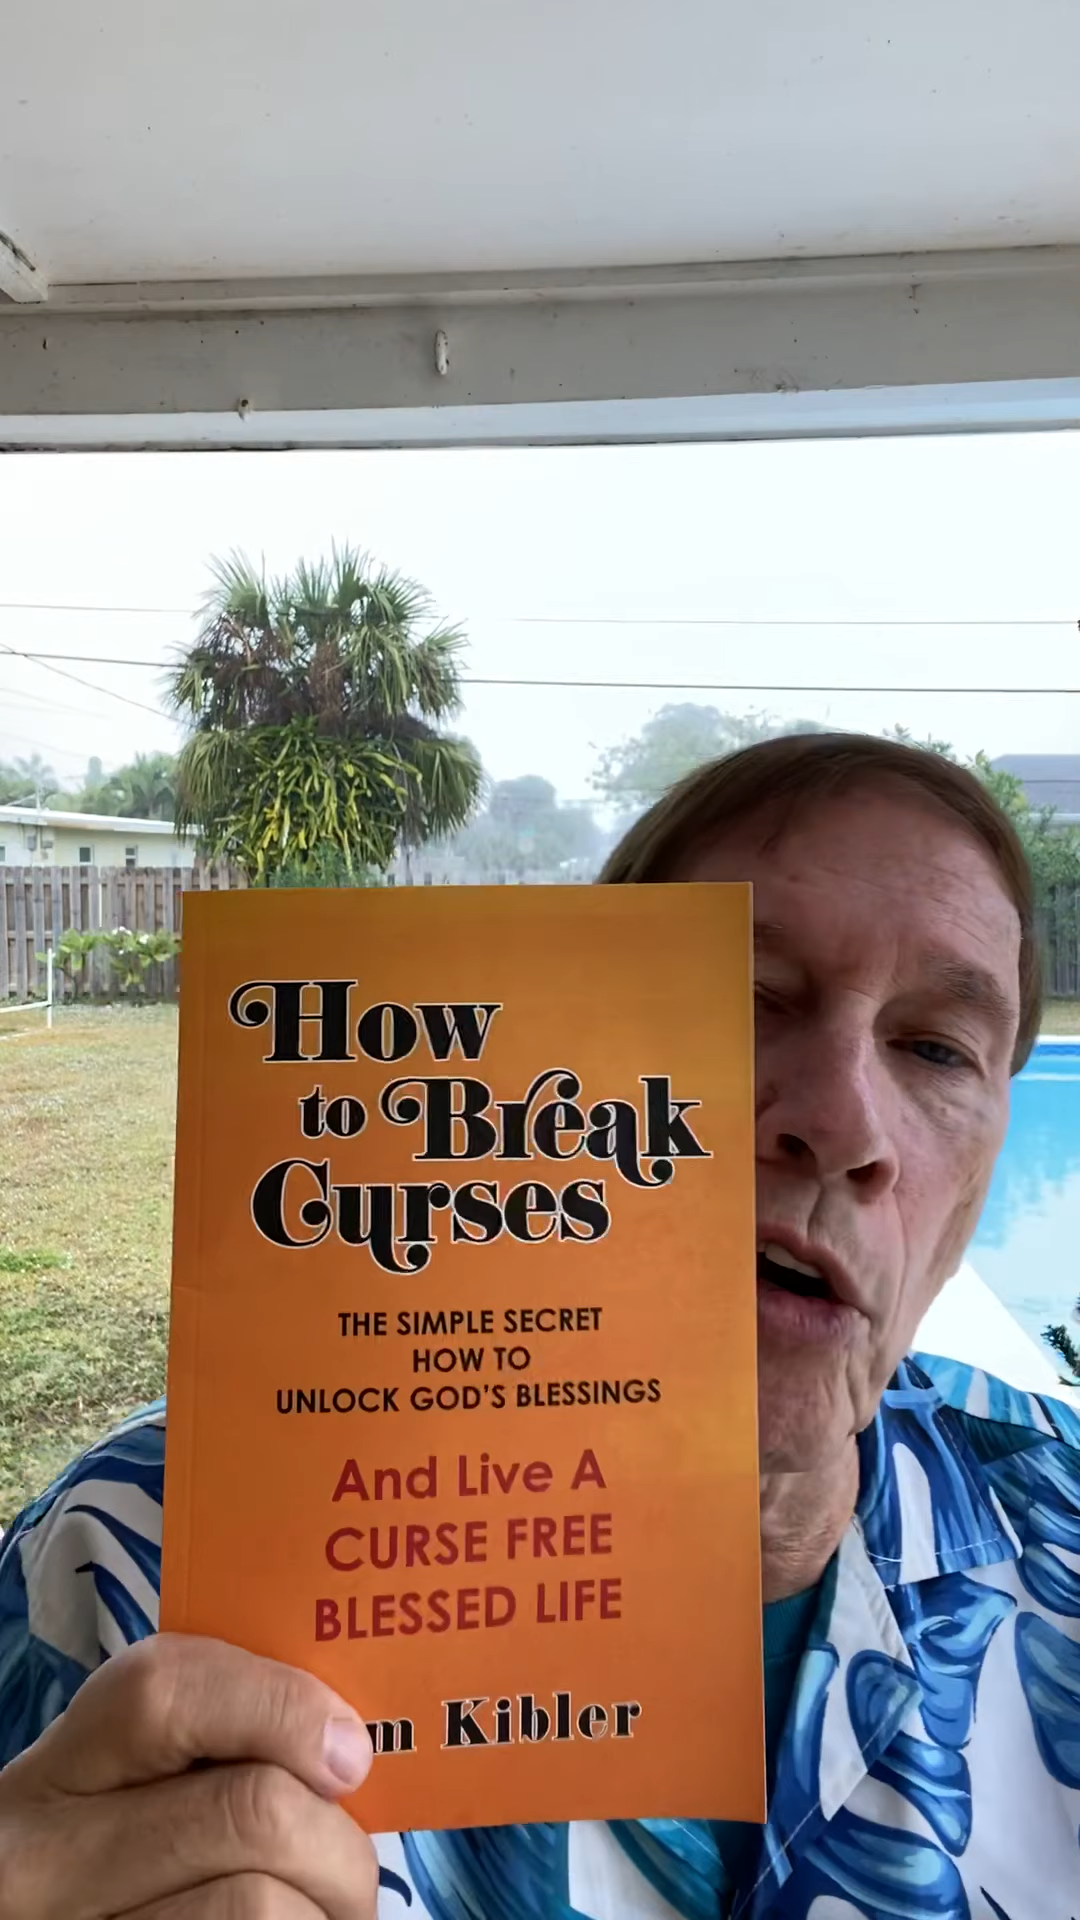 How
to Break
Curses
THE SIMPLE SECRET
HOW TO
UNLOCK GOD'S BLESSINGS
And Live A
CURSE FREE
BLESSED LIFE
Kibler